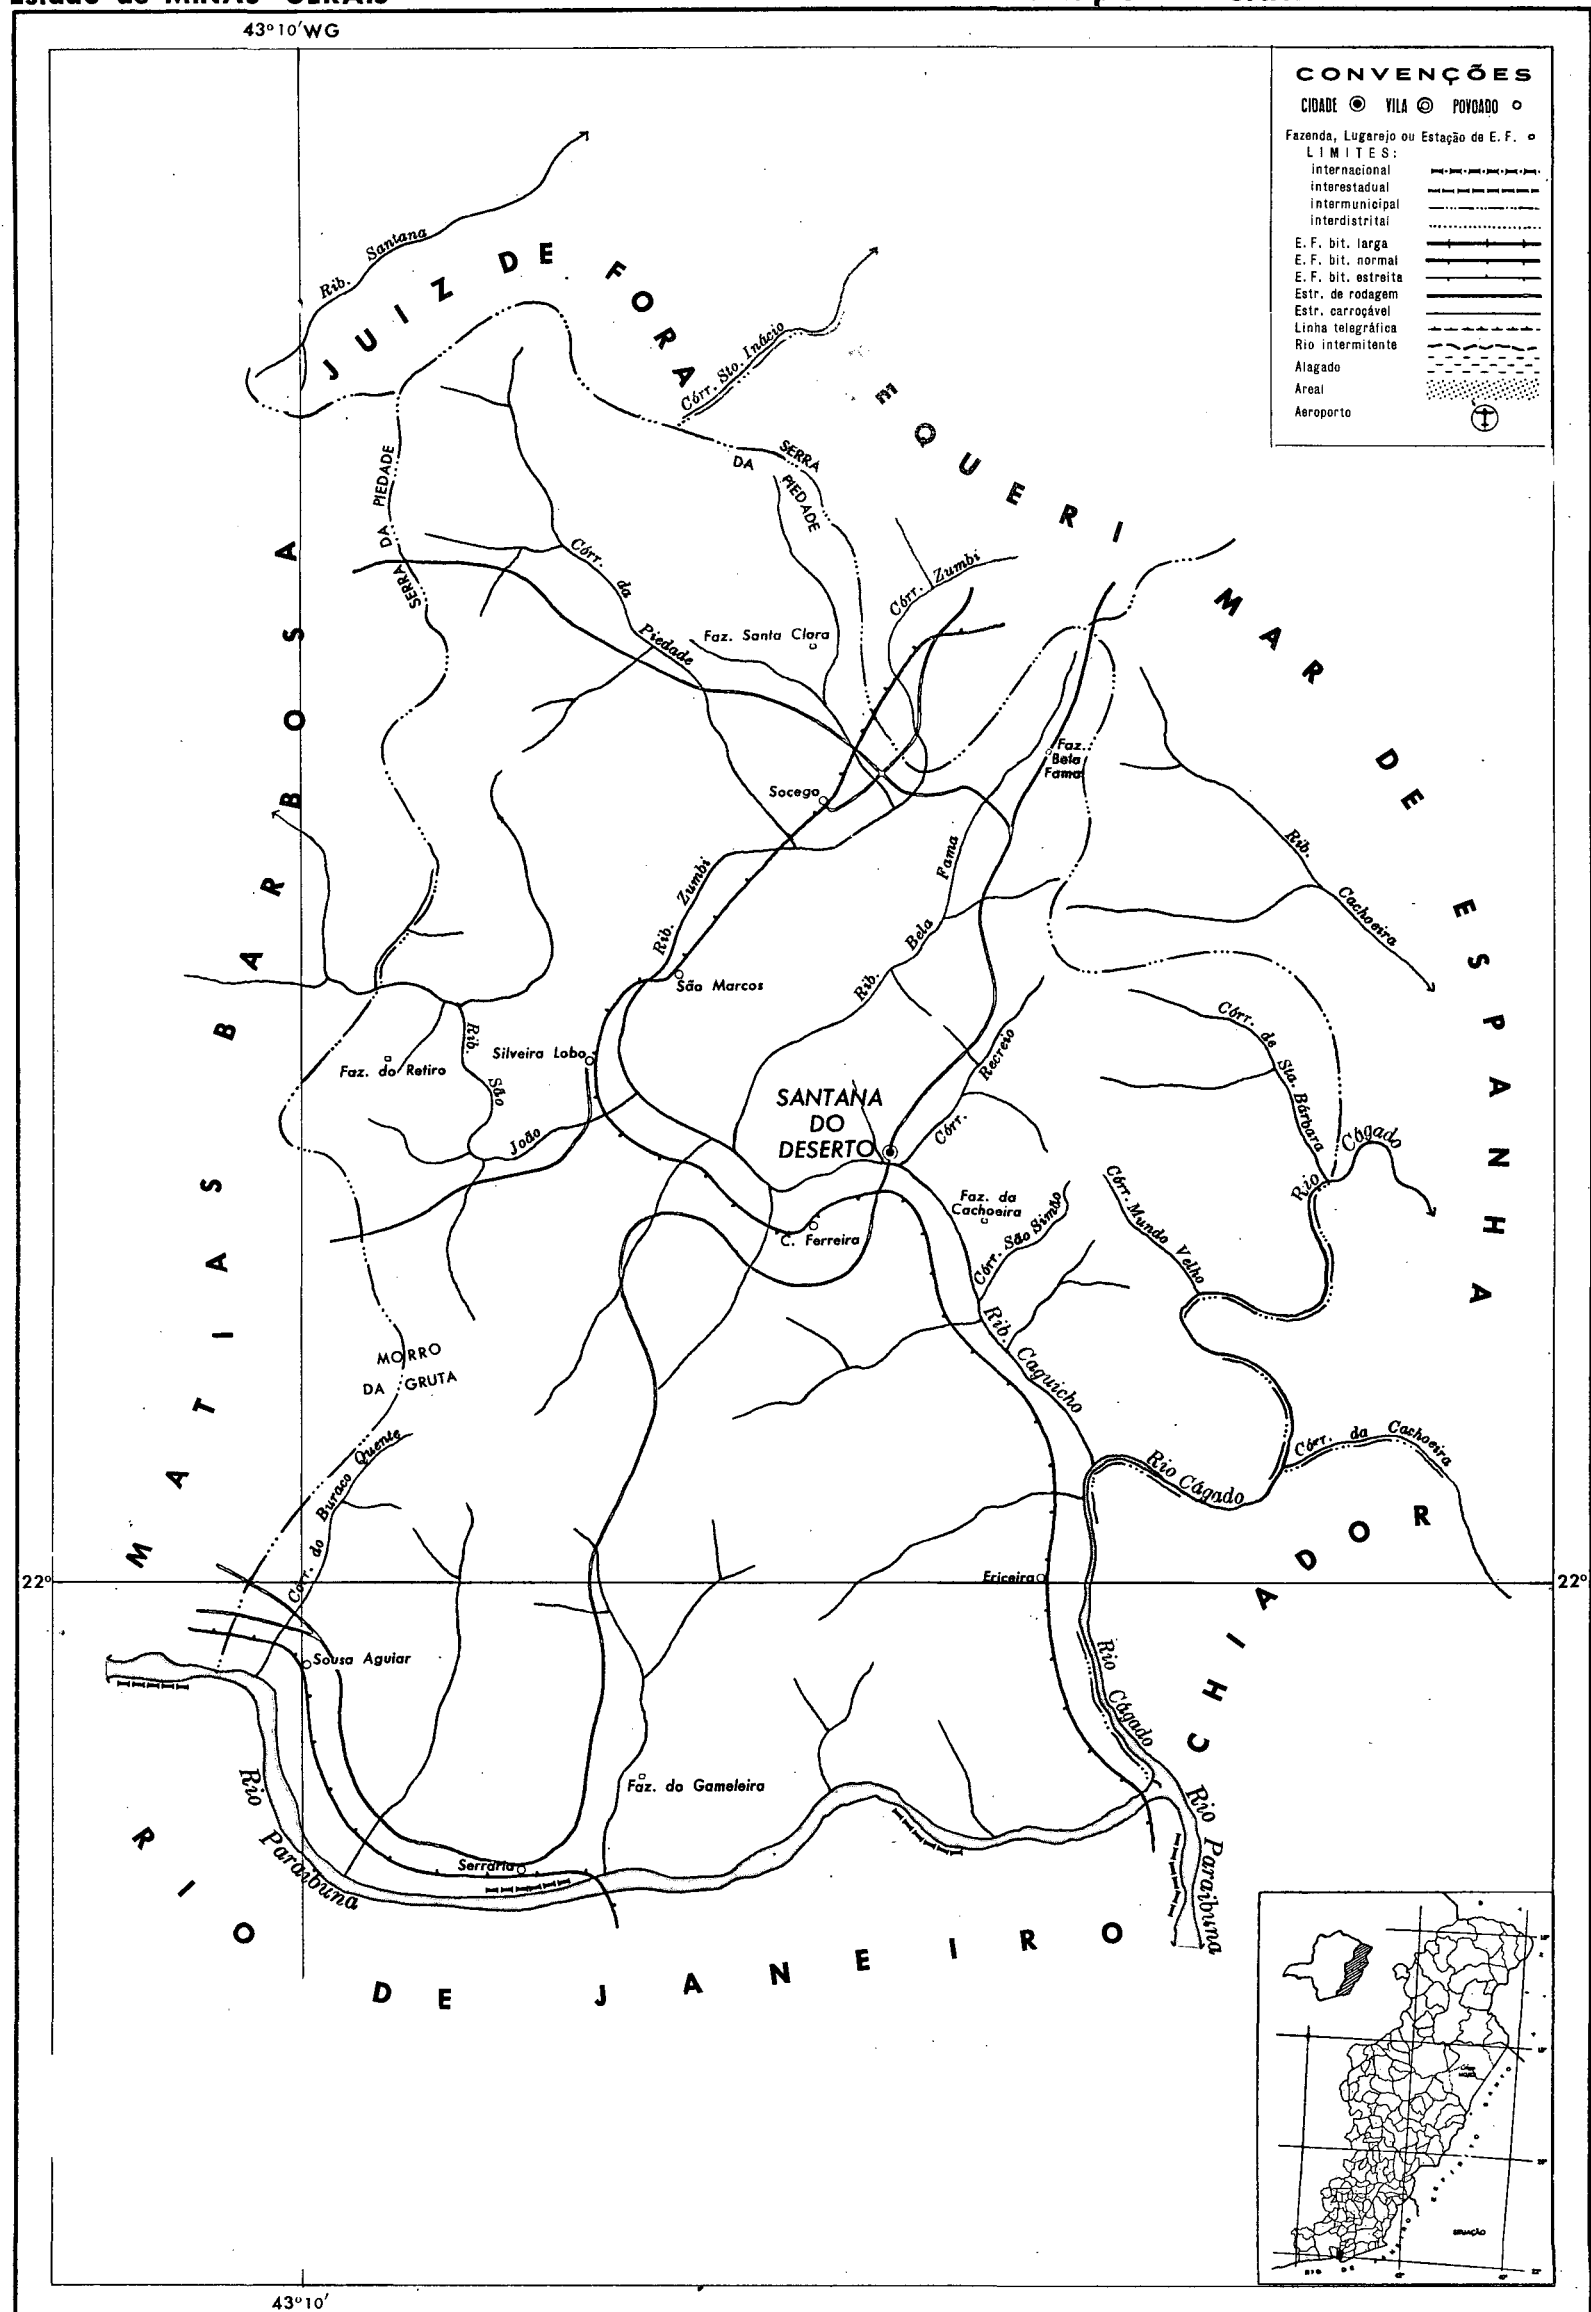 Estado de MINAS GERAIS
43°10'WG
CONVENÇÕES
CIDADE VILA POVOADO
Fazenda, Lugarejo ou Estação de E. F.
LIMITES:
internacional
interestadual
intermunicipal
interdistrital
E. F. bit. larga
E. F. bit. normal
E. F. bit. estreita
Estr. de rodagem
Estr. carroçável
Linha telegráfica
Rio intermitente
Alagado
Areal
Aeroporto
Rib. Santana
JUIZ DE FORA
Córr. Sto. Inácio
BARBOSA
SERRA DA PIEDADE
SERRA DA PIEDADE
Córr. da Piedade
Faz. Santa Clara
Córr. Zumbi
MAR DE ESPANHA
Faz. Bela Fama
Socego
Rib. Cachoeira
Rib. Zumbi
Rib. Bela Fama
São Marcos
Silveira Lobo
Faz. do Retiro
Rib. São João
Córr. Recreio
Córr. de Sta. Bárbara
SANTANA
DO
DESERTO
Rio Cágado
Faz. da
Cachoeira
C. Ferreira
Córr. São Simão
Córr. Mundo Velho
Rib. Caguicho
MATIAS
MORRO
DA GRUTA
Corr. do Buraco Quente
Rio Cágado
Córr. da Cachoeira
22°
22°
Ericeira
CHIADOR
Sousa Aguiar
Rio Cágado
Faz. do Gameleira
Rio Paraibuna
Rio Paraibuna
Serraria
RIO DE JANEIRO
SITUAÇÃO
43°10'